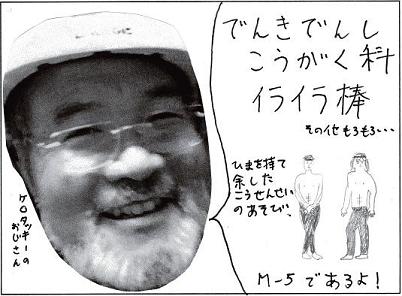 でんきでんし
こうがく科
イライラ棒
その他もろもろ・・・
ひまを持て
余した
こうせんせい
のあそび、
M-5であるよ!
ケロタッキーの
おじさん